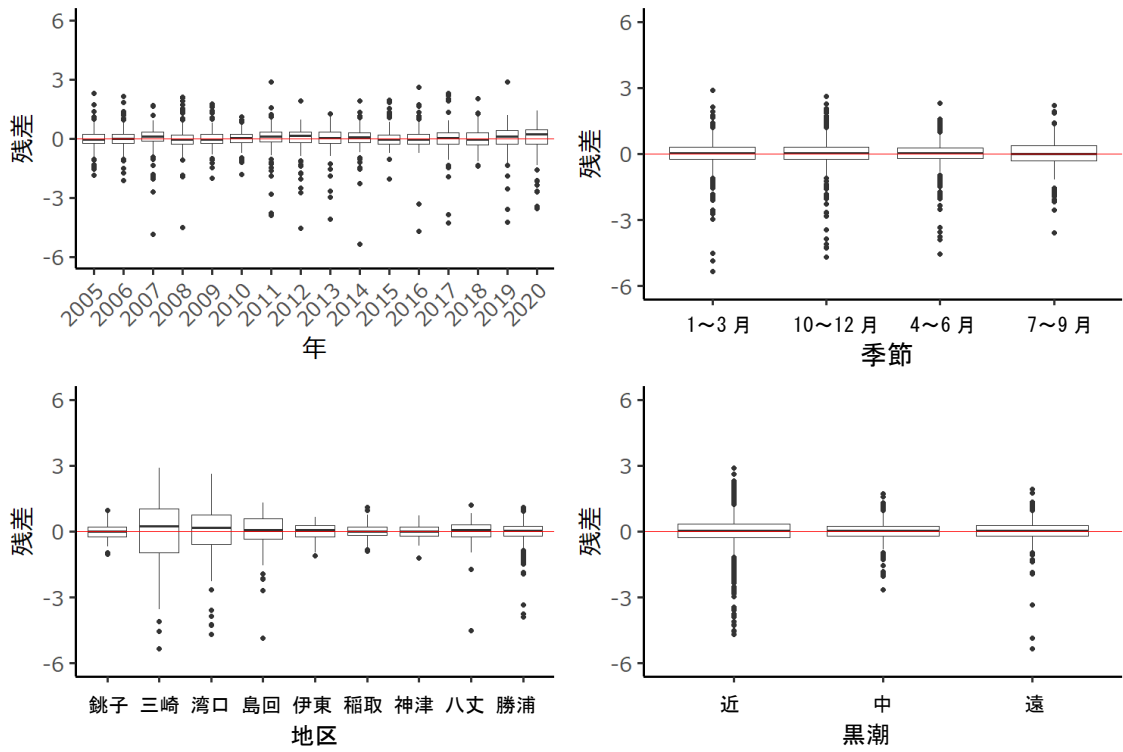 6
3
0
-3
-6
残差
2005 2006 2007 2008 2009 2010 2011 2012 2013 2014 2015 2016 2017 2018 2019 2020
年
6
3
0
-3
-6
残差
1～3 月 10～12 月 4～6 月 7～9 月
季節
6
3
0
-3
-6
残差
銚子 三崎 湾口 島回 伊東 稲取 神津 八丈 勝浦
地区
6
3
0
-3
-6
残差
近 中 遠
黒潮